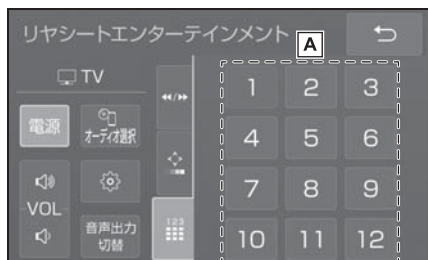 リヤシートエンターテインメント
A
TV
電源
オーディオ選択
VOL
音声出力
切替
123
1 2 3
4 5 6
7 8 9
10 11 12